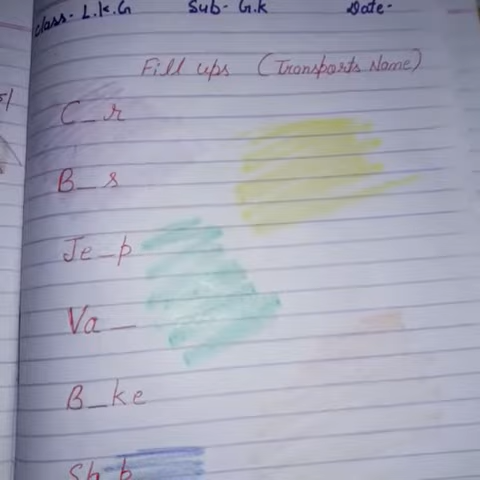 Class- L.K.G Sub- G.K Date-
Fill ups (Transports Name)
C_r
B_s
Je_p
Va_
B_ke
Sh_p